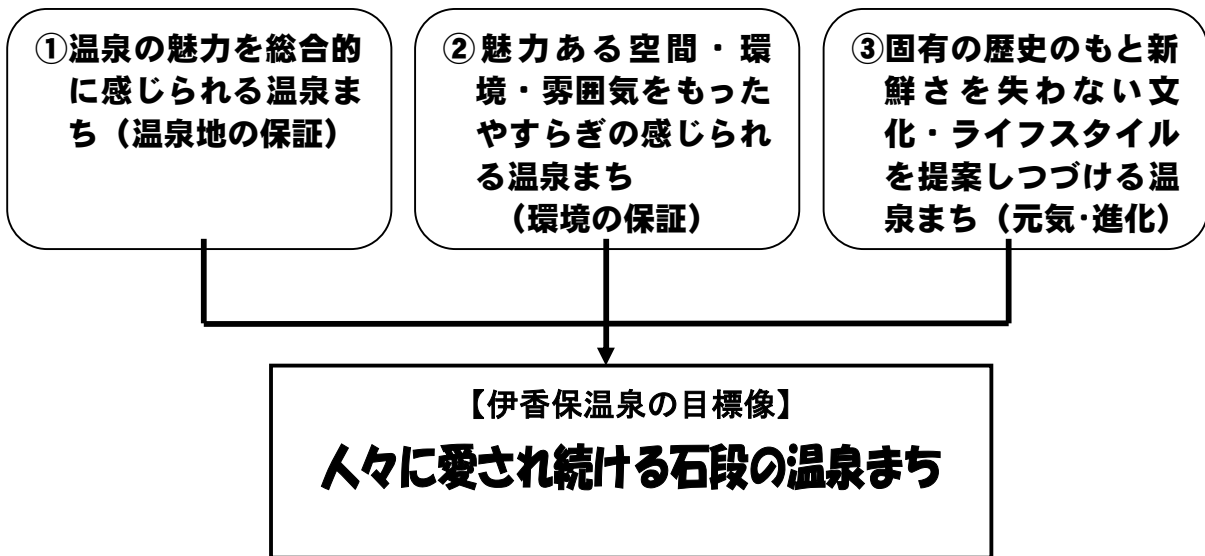 ①温泉の魅力を総合的
に感じられる温泉ま
ち（温泉地の保証）
②魅力ある空間・環
境・雰囲気をもった
やすらぎの感じられ
る温泉まち
（環境の保証）
③固有の歴史のもと新
鮮さを失わない文
化・ライフスタイル
を提案しつづける温
泉まち（元気・進化）
【伊香保温泉の目標像】
人々に愛され続ける石段の温泉まち